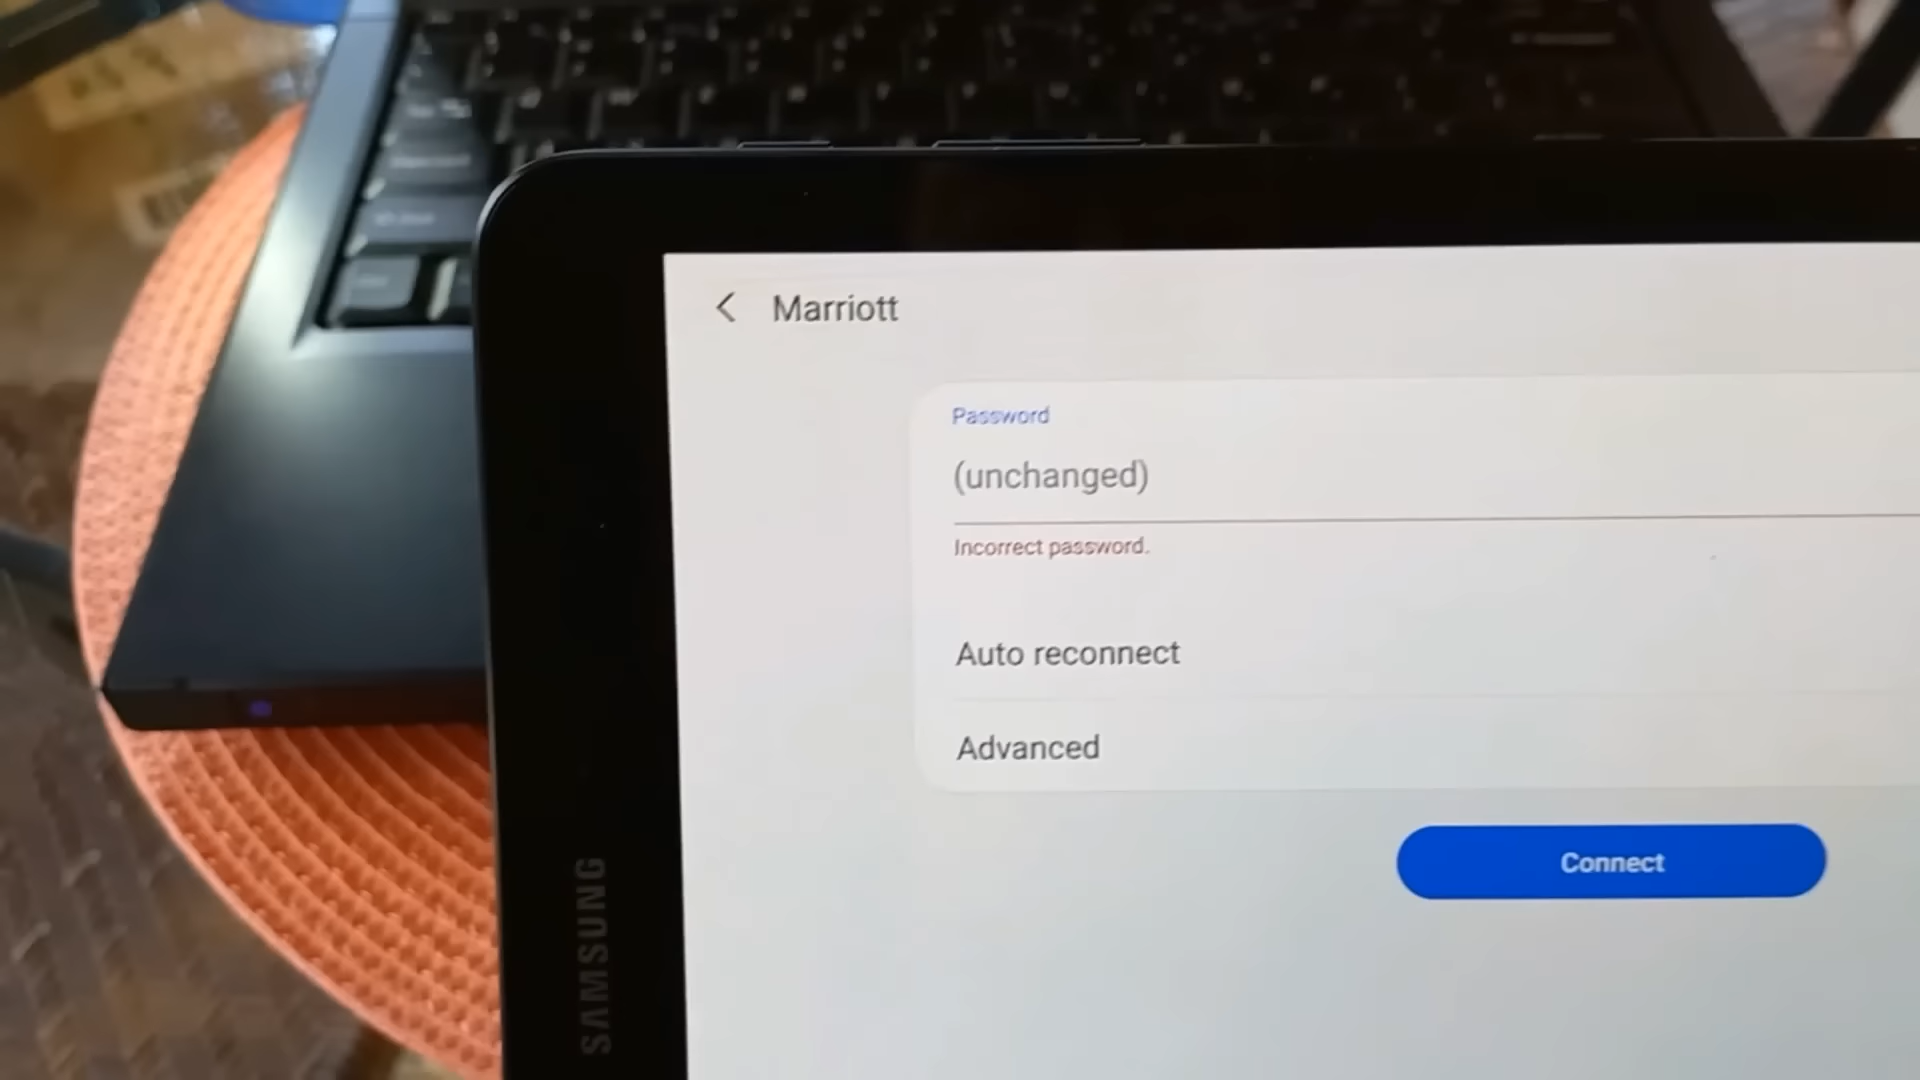 Marriott
Password
(unchanged)
Incorrect password.
Auto reconnect
Advanced
Connect
SAMSUNG